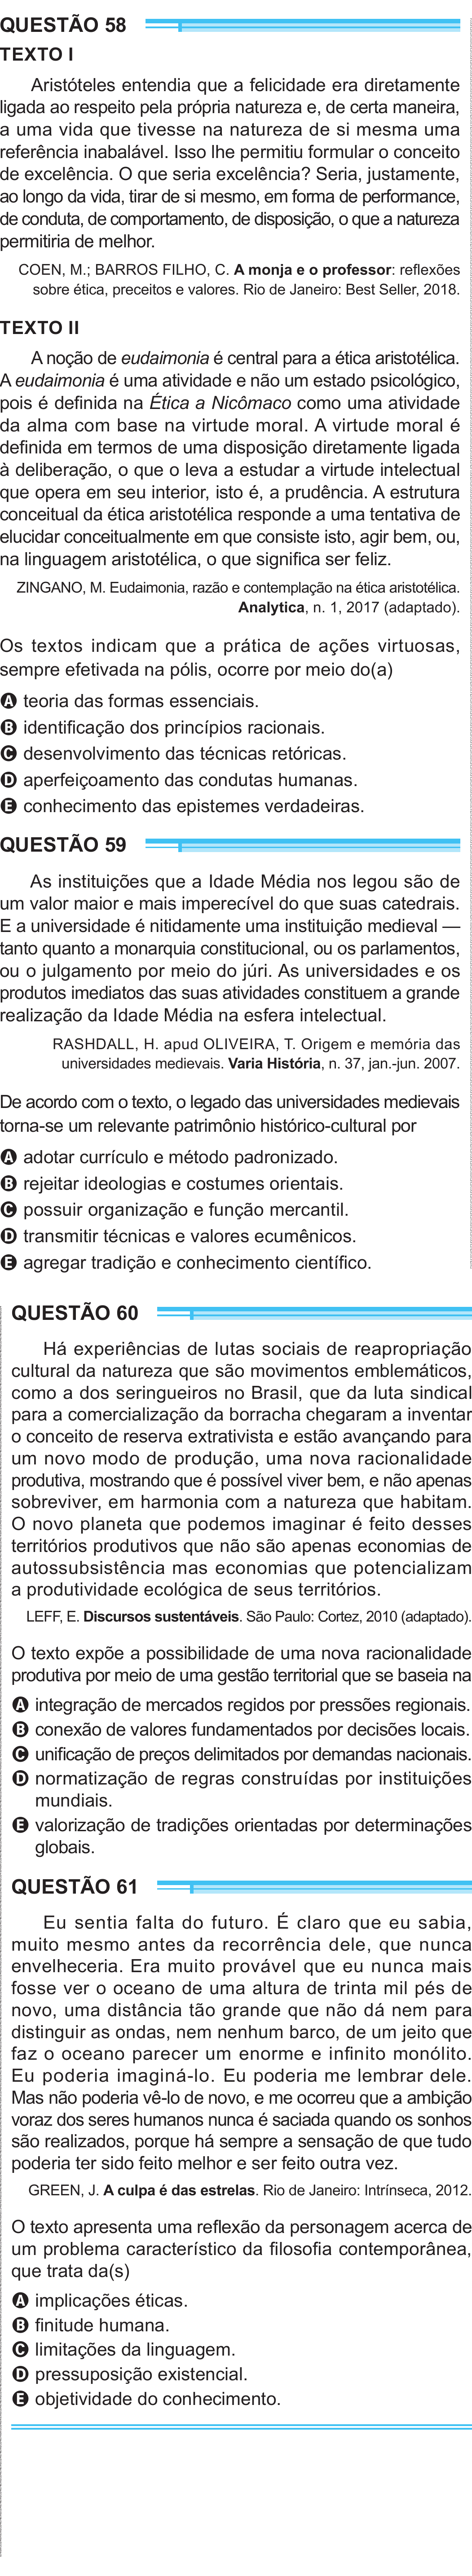 QUESTÃO 58
TEXTO I
Aristóteles entendia que a felicidade era diretamente
ligada ao respeito pela própria natureza e, de certa maneira,
a uma vida que tivesse na natureza de si mesma uma
referência inabalável. Isso lhe permitiu formular o conceito
de excelência. O que seria excelência? Seria, justamente,
ao longo da vida, tirar de si mesmo, em forma de performance,
de conduta, de comportamento, de disposição, o que a natureza
permitiria de melhor.
COEN, M.; BARROS FILHO, C. A monja e o professor: reflexões
sobre ética, preceitos e valores. Rio de Janeiro: Best Seller, 2018.
TEXTO II
A noção de eudaimonia é central para a ética aristotélica.
A eudaimonia é uma atividade e não um estado psicológico,
pois é definida na Ética a Nicômaco como uma atividade
da alma com base na virtude moral. A virtude moral é
definida em termos de uma disposição diretamente ligada
à deliberação, o que o leva a estudar a virtude intelectual
que opera em seu interior, isto é, a prudência. A estrutura
conceitual da ética aristotélica responde a uma tentativa de
elucidar conceitualmente em que consiste isto, agir bem, ou,
na linguagem aristotélica, o que significa ser feliz.
ZINGANO, M. Eudaimonia, razão e contemplação na ética aristotélica.
Analytica, n. 1, 2017 (adaptado).
Os textos indicam que a prática de ações virtuosas,
sempre efetivada na pólis, ocorre por meio do(a)
A teoria das formas essenciais.
B identificação dos princípios racionais.
C desenvolvimento das técnicas retóricas.
D aperfeiçoamento das condutas humanas.
E conhecimento das epistemes verdadeiras.
QUESTÃO 59
As instituições que a Idade Média nos legou são de
um valor maior e mais imperecível do que suas catedrais.
E a universidade é nitidamente uma instituição medieval —
tanto quanto a monarquia constitucional, ou os parlamentos,
ou o julgamento por meio do júri. As universidades e os
produtos imediatos das suas atividades constituem a grande
realização da Idade Média na esfera intelectual.
RASHDALL, H. apud OLIVEIRA, T. Origem e memória das
universidades medievais. Varia História, n. 37, jan.-jun. 2007.
De acordo com o texto, o legado das universidades medievais
torna-se um relevante patrimônio histórico-cultural por
A adotar currículo e método padronizado.
B rejeitar ideologias e costumes orientais.
C possuir organização e função mercantil.
D transmitir técnicas e valores ecumênicos.
E agregar tradição e conhecimento científico.
QUESTÃO 60
Há experiências de lutas sociais de reapropriação
cultural da natureza que são movimentos emblemáticos,
como a dos seringueiros no Brasil, que da luta sindical
para a comercialização da borracha chegaram a inventar
o conceito de reserva extrativista e estão avançando para
um novo modo de produção, uma nova racionalidade
produtiva, mostrando que é possível viver bem, e não apenas
sobreviver, em harmonia com a natureza que habitam.
O novo planeta que podemos imaginar é feito desses
territórios produtivos que não são apenas economias de
autossubsistência mas economias que potencializam
a produtividade ecológica de seus territórios.
LEFF, E. Discursos sustentáveis. São Paulo: Cortez, 2010 (adaptado).
O texto expõe a possibilidade de uma nova racionalidade
produtiva por meio de uma gestão territorial que se baseia na
A integração de mercados regidos por pressões regionais.
B conexão de valores fundamentados por decisões locais.
C unificação de preços delimitados por demandas nacionais.
D normatização de regras construídas por instituições
mundiais.
E valorização de tradições orientadas por determinações
globais.
QUESTÃO 61
Eu sentia falta do futuro. É claro que eu sabia,
muito mesmo antes da recorrência dele, que nunca
envelheceria. Era muito provável que eu nunca mais
fosse ver o oceano de uma altura de trinta mil pés de
novo, uma distância tão grande que não dá nem para
distinguir as ondas, nem nenhum barco, de um jeito que
faz o oceano parecer um enorme e infinito monólito.
Eu poderia imaginá-lo. Eu poderia me lembrar dele.
Mas não poderia vê-lo de novo, e me ocorreu que a ambição
voraz dos seres humanos nunca é saciada quando os sonhos
são realizados, porque há sempre a sensação de que tudo
poderia ter sido feito melhor e ser feito outra vez.
GREEN, J. A culpa é das estrelas. Rio de Janeiro: Intrínseca, 2012.
O texto apresenta uma reflexão da personagem acerca de
um problema característico da filosofia contemporânea,
que trata da(s)
A implicações éticas.
B finitude humana.
C limitações da linguagem.
D pressuposição existencial.
E objetividade do conhecimento.